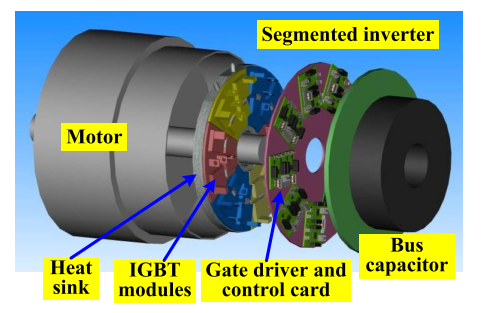 Segmented inverter
Motor
Heat
sink
IGBT
modules
Gate driver and
control card
Bus
capacitor